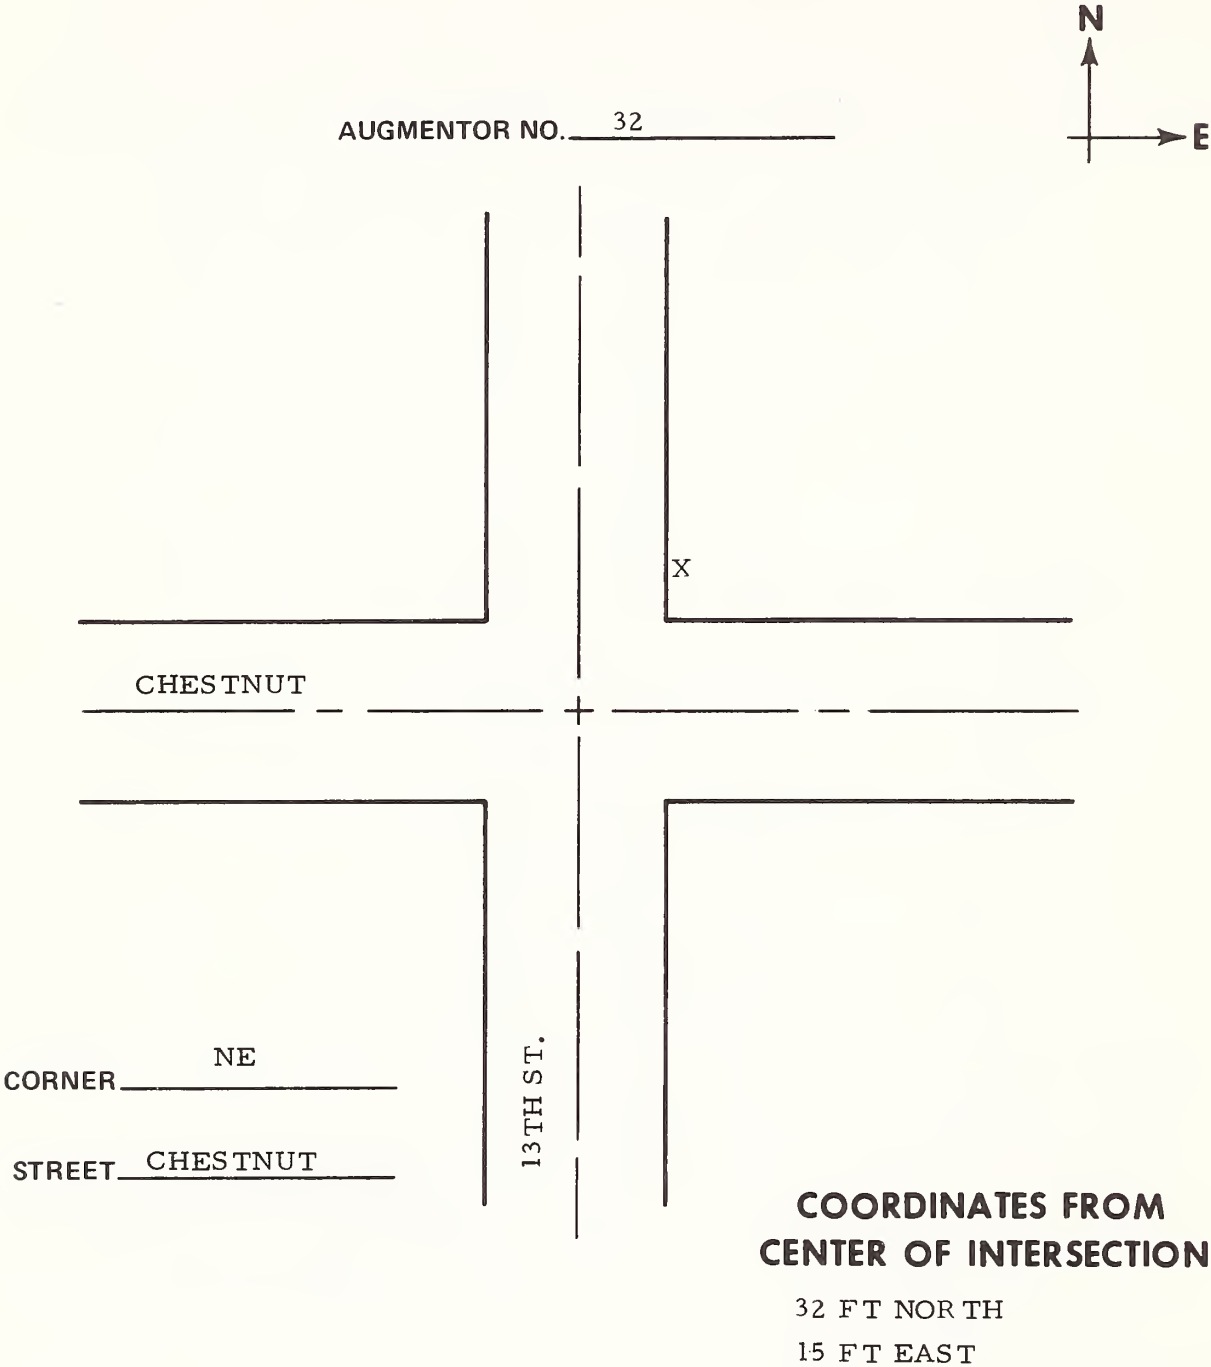 N
AUGMENTOR NO. 32
E
X
CHESTNUT
13TH ST.
CORNER NE
STREET CHESTNUT
COORDINATES FROM
CENTER OF INTERSECTION
32 FT NORTH
15 FT EAST